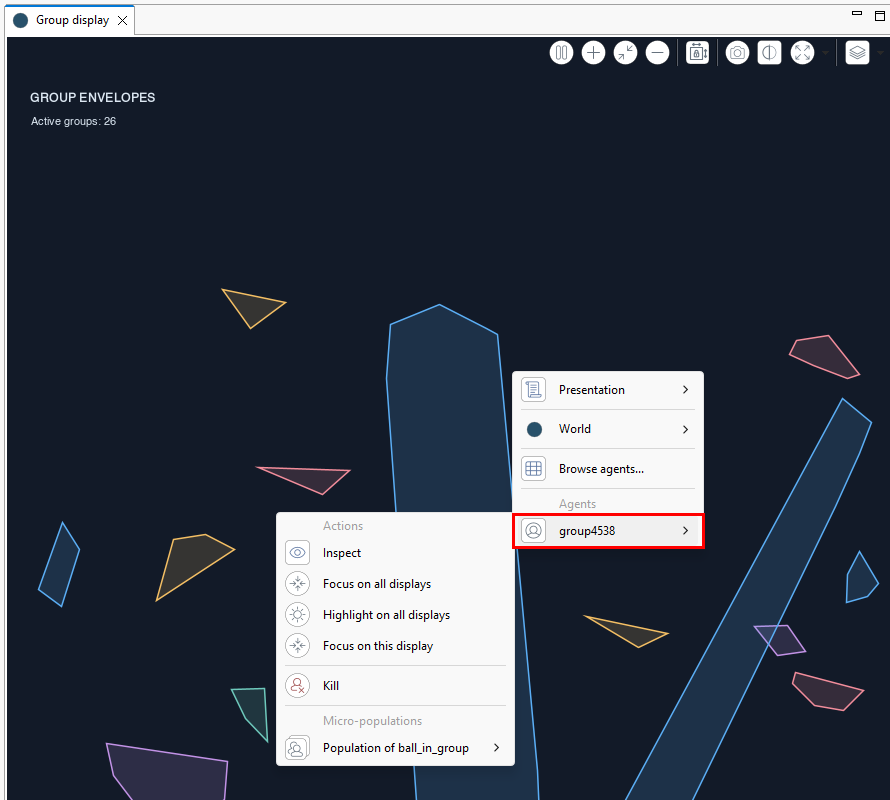 Group display
GROUP ENVELOPES
Active groups: 26
Presentation
World
Browse agents...
Agents
group4538
Actions
Inspect
Focus on all displays
Highlight on all displays
Focus on this display
Kill
Micro-populations
Population of ball_in_group